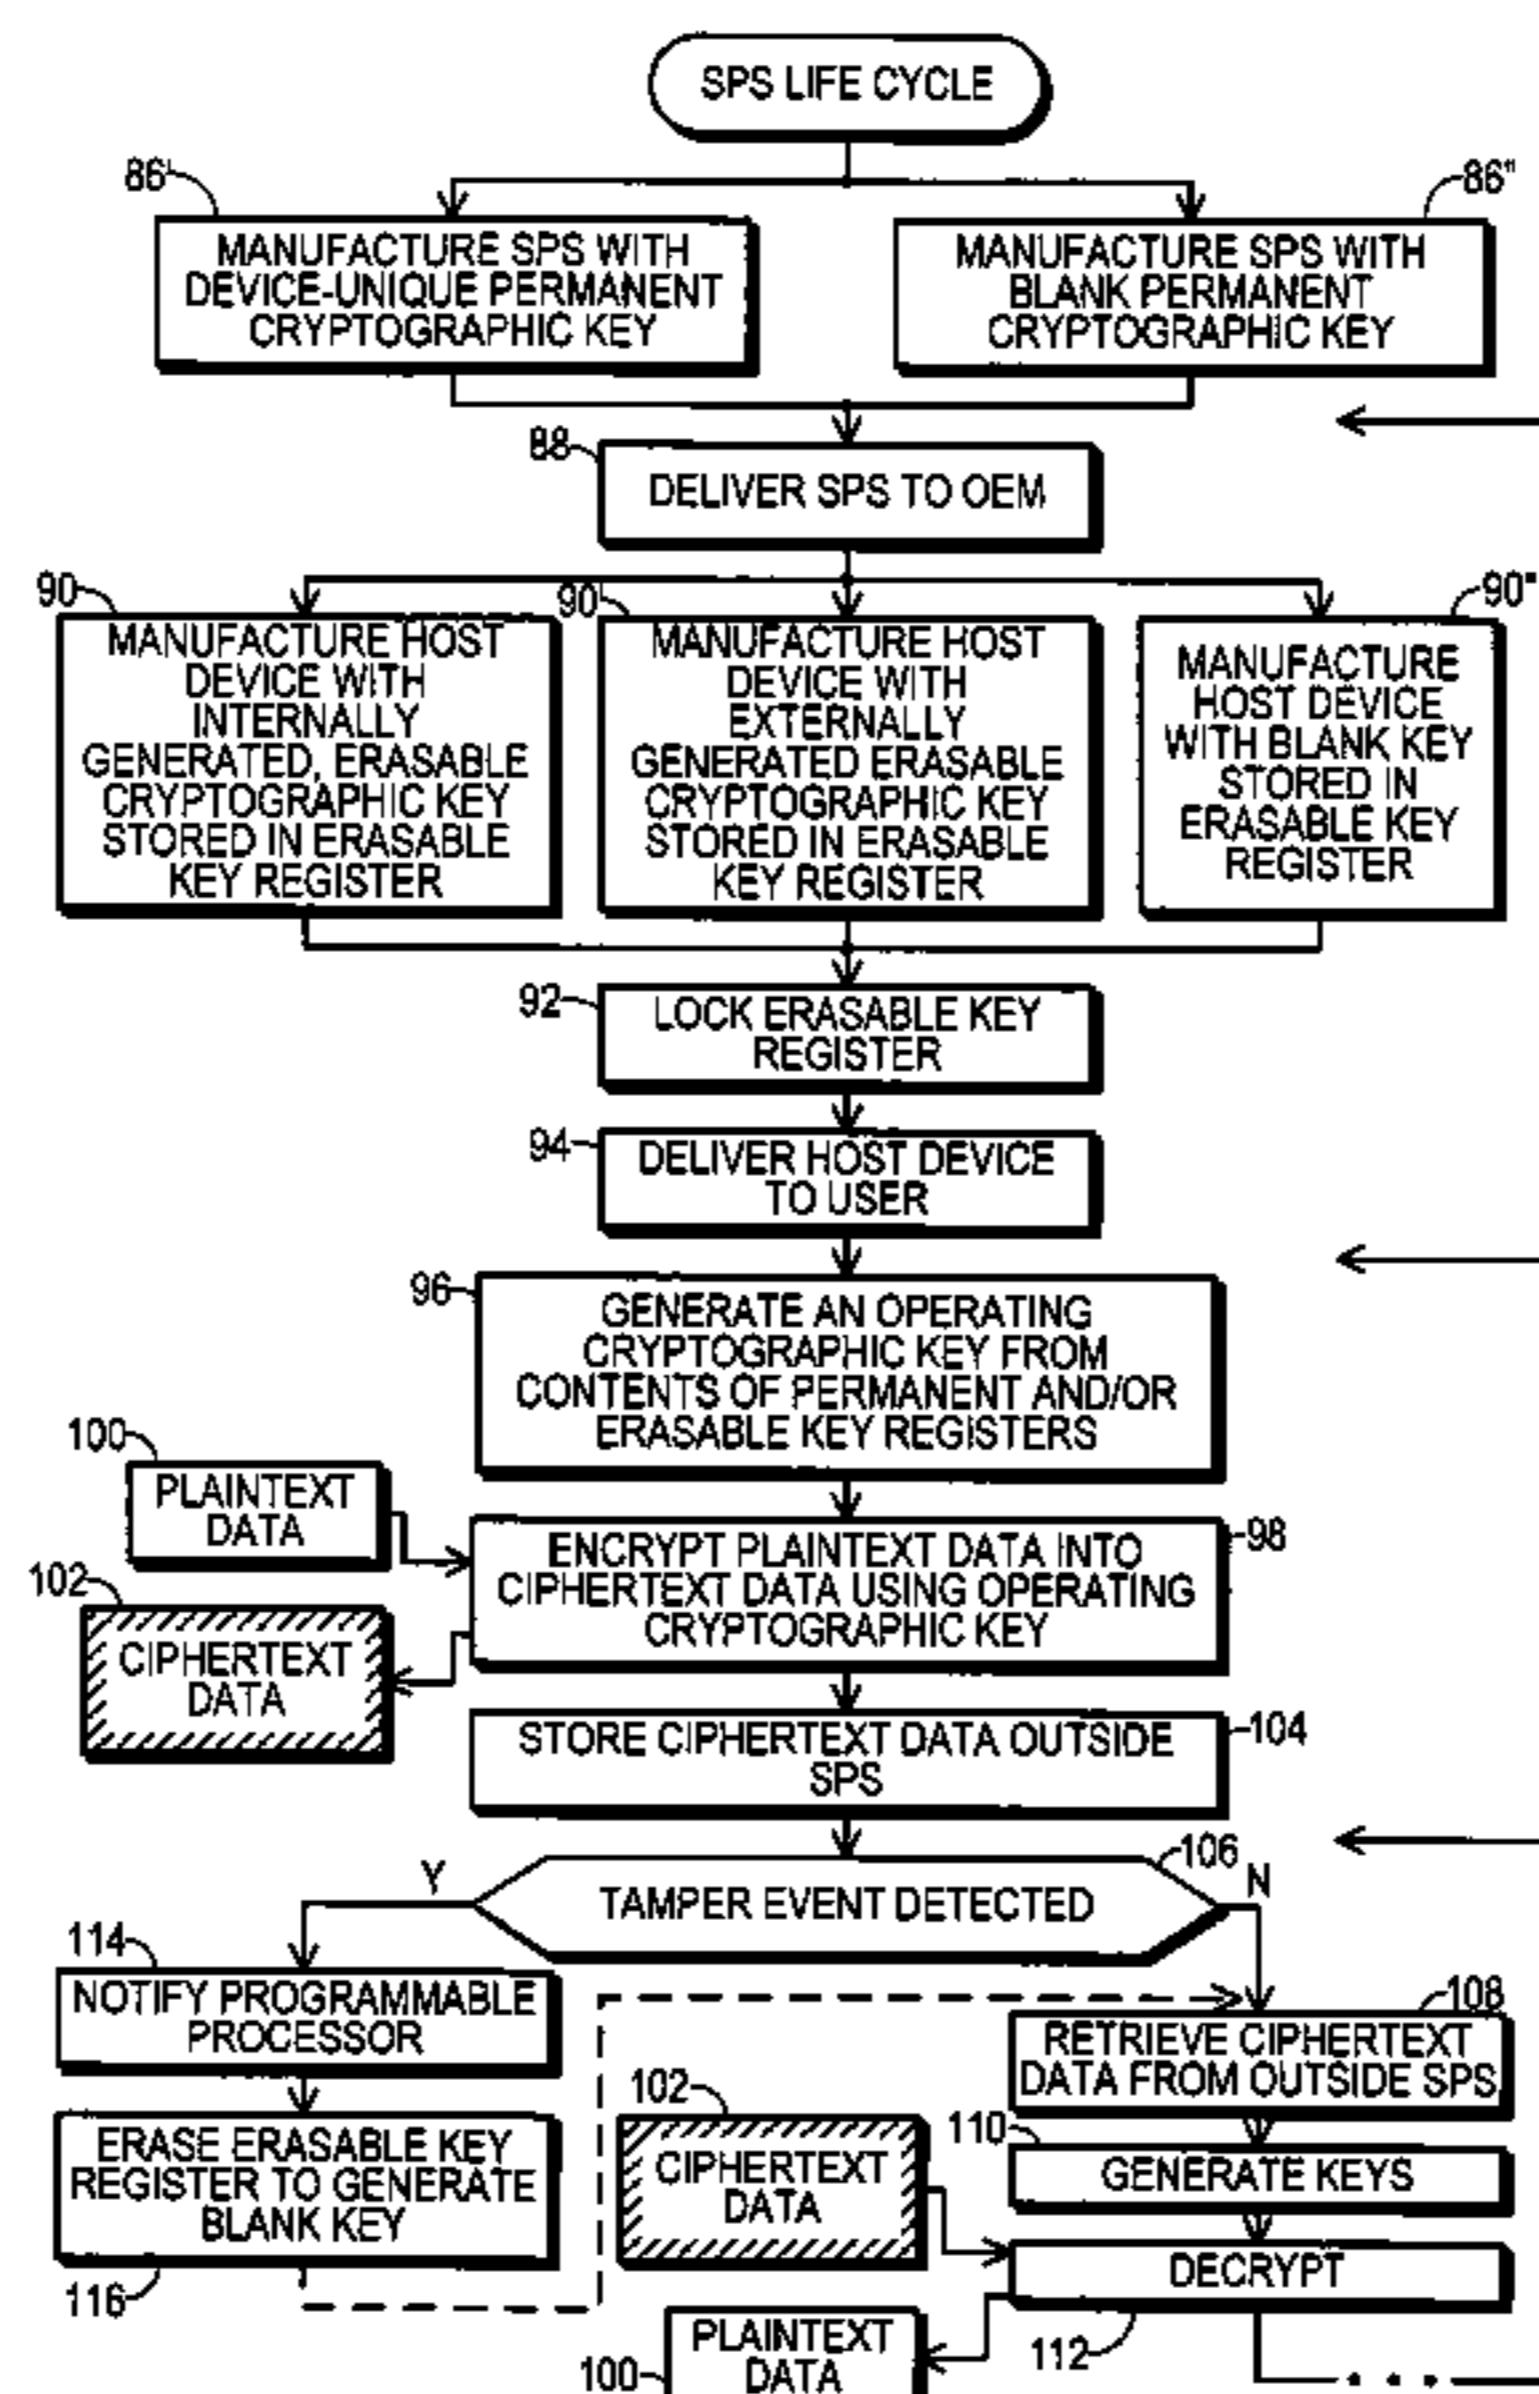 SPS LIFE CYCLE
86'
86"
MANUFACTURE SPS WITH
DEVICE-UNIQUE PERMANENT
CRYPTOGRAPHIC KEY
MANUFACTURE SPS WITH
BLANK PERMANENT
CRYPTOGRAPHIC KEY
88
DELIVER SPS TO OEM
90
90'
90"
MANUFACTURE HOST
DEVICE WITH
INTERNALLY
GENERATED, ERASABLE
CRYPTOGRAPHIC KEY
STORED IN ERASABLE
KEY REGISTER
MANUFACTURE HOST
DEVICE WITH
EXTERNALLY
GENERATED ERASABLE
CRYPTOGRAPHIC KEY
STORED IN ERASABLE
KEY REGISTER
MANUFACTURE
HOST DEVICE
WITH BLANK KEY
STORED IN
ERASABLE KEY
REGISTER
92
LOCK ERASABLE KEY
REGISTER
94
DELIVER HOST DEVICE
TO USER
96
GENERATE AN OPERATING
CRYPTOGRAPHIC KEY FROM
CONTENTS OF PERMANENT AND/OR
ERASABLE KEY REGISTERS
100
PLAINTEXT
DATA
98
ENCRYPT PLAINTEXT DATA INTO
CIPHERTEXT DATA USING OPERATING
CRYPTOGRAPHIC KEY
102
CIPHERTEXT
DATA
104
STORE CIPHERTEXT DATA OUTSIDE
SPS
106
Y
TAMPER EVENT DETECTED
N
114
NOTIFY PROGRAMMABLE
PROCESSOR
108
RETRIEVE CIPHERTEXT
DATA FROM OUTSIDE SPS
102
CIPHERTEXT
DATA
110
GENERATE KEYS
ERASE ERASABLE KEY
REGISTER TO GENERATE
BLANK KEY
116
DECRYPT
112
100
PLAINTEXT
DATA